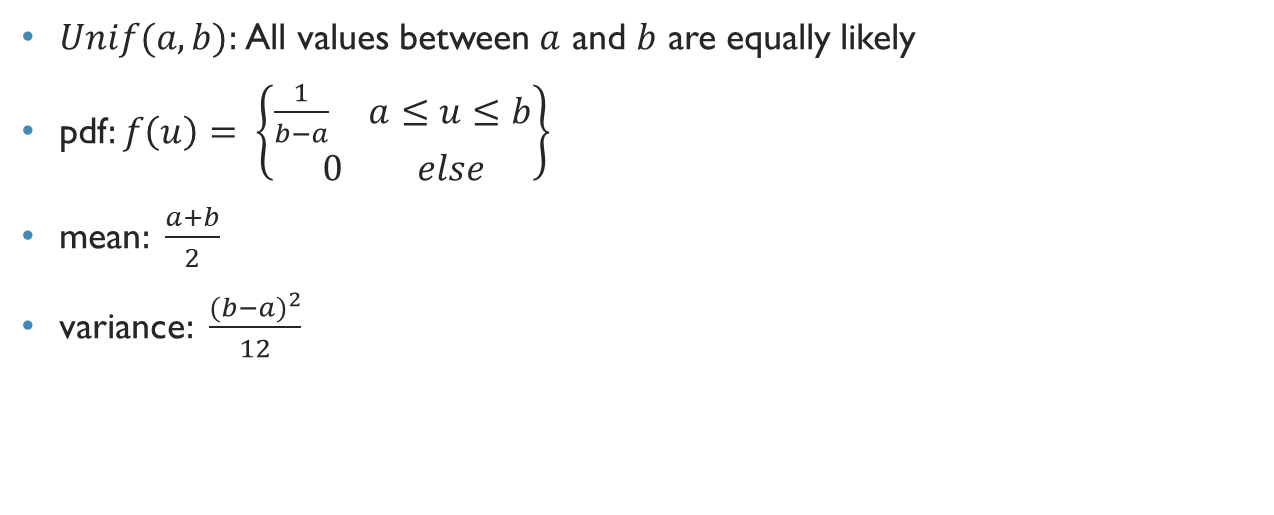 • Unif(a, b): All values between a and b are equally likely
• pdf: f(u) = { 1/(b−a) a ≤ u ≤ b }
0 else
• mean: (a+b)/2
• variance: (b−a)²/12